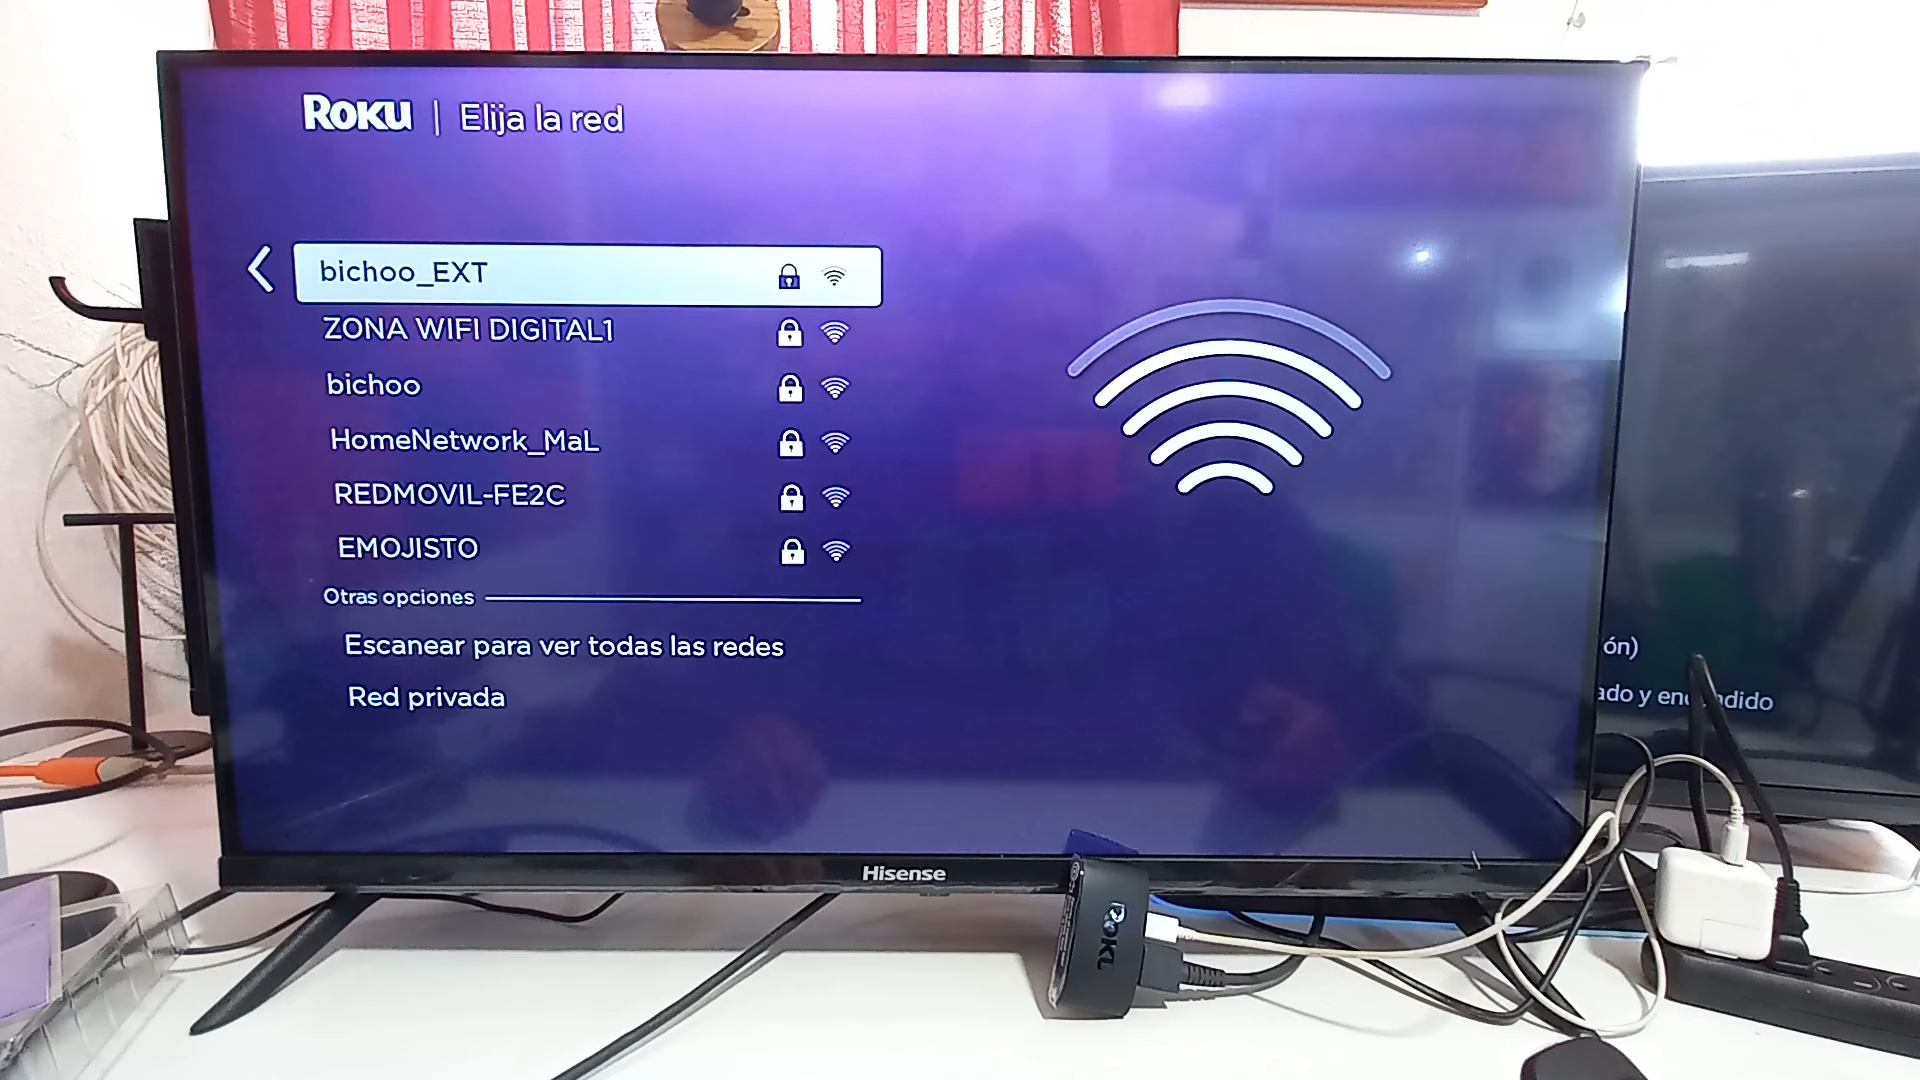 Roku | Elija la red
bichoo_EXT
ZONA WIFI DIGITAL1
bichoo
HomeNetwork_MaL
REDMOVIL-FE2C
EMOJISTO
Otras opciones
Escanear para ver todas las redes
Red privada
ón)
ado y encendido
Hisense
ROKU